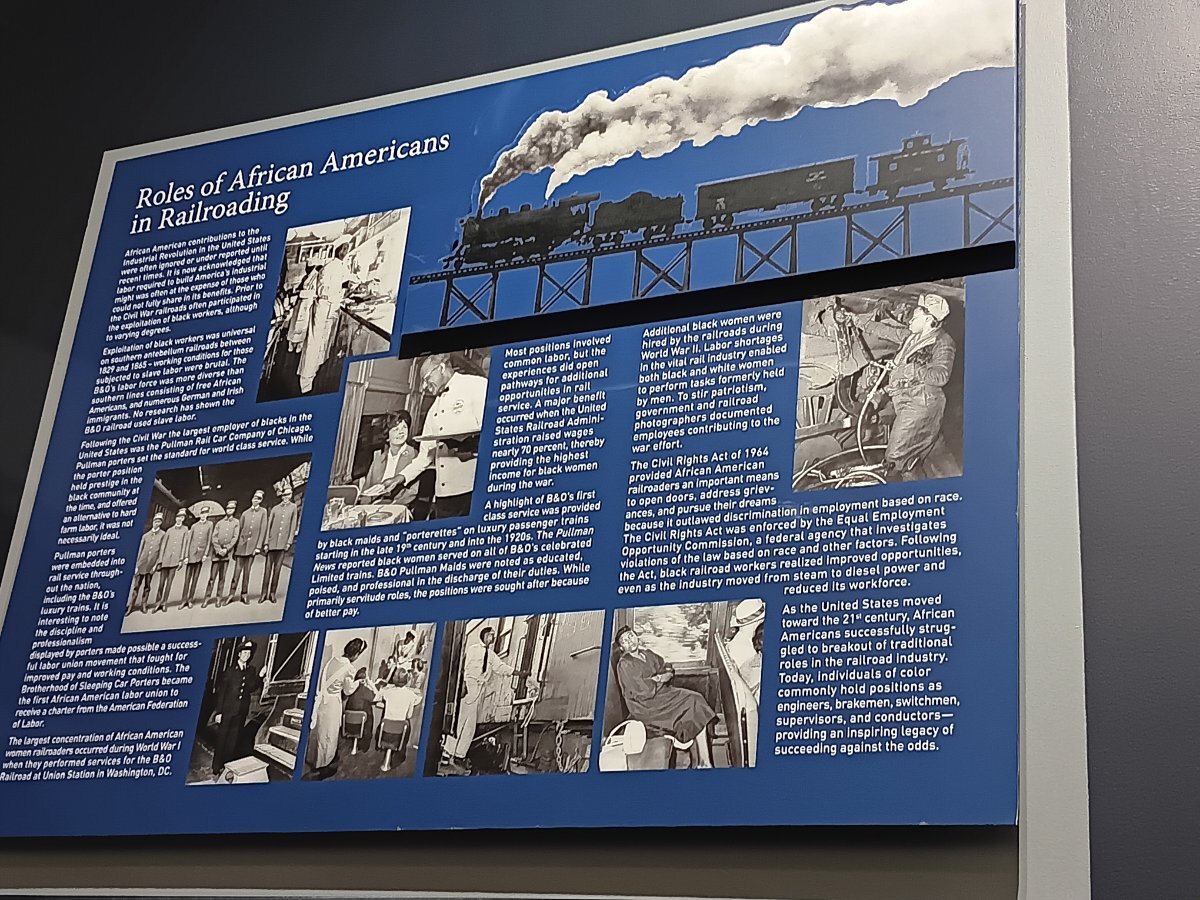 Roles of African Americans
in Railroading
African American contributions to the
Industrial Revolution in the United States
were often ignored or under reported until
recent times. It is now acknowledged that
labor required to build America's industrial
might was often at the expense of those who
could not fully share in its benefits. Prior to
the Civil War railroads often participated in
the exploitation of black workers, although
to varying degrees.
Exploitation of black workers was universal
on southern antebellum railroads between
1829 and 1865 – working conditions for those
subjected to slave labor were brutal. The
B&O's labor force was more diverse than
southern lines consisting of free African
Americans, and numerous German and Irish
immigrants. No research has shown the
B&O railroad used slave labor.
Following the Civil War the largest employer of blacks in the
United States was the Pullman Rail Car Company of Chicago.
Pullman porters set the standard for world class service. While
the porter position
held prestige in the
black community at
the time, and offered
an alternative to hard
farm labor, it was not
necessarily ideal.
Pullman porters
were embedded into
rail service through-
out the nation,
including the B&O's
luxury trains. It is
interesting to note
the discipline and
professionalism
displayed by porters made possible a success-
ful labor union movement that fought for
improved pay and working conditions. The
Brotherhood of Sleeping Car Porters became
the first African American labor union to
receive a charter from the American Federation
of Labor.
The largest concentration of African American
women railroaders occurred during World War I
when they performed services for the B&O
Railroad at Union Station in Washington, DC.
Most positions involved
common labor, but the
experiences did open
pathways for additional
opportunities in rail
service. A major benefit
occurred when the United
States Railroad Admini-
stration raised wages
nearly 70 percent, thereby
providing the highest
income for black women
during the war.
A highlight of B&O's first
class service was provided
by black maids and "porterettes" on luxury passenger trains
starting in the late 19th century and into the 1920s. The Pullman
News reported black women served on all of B&O's celebrated
Limited trains. B&O Pullman Maids were noted as educated,
poised, and professional in the discharge of their duties. While
primarily servitude roles, the positions were sought after because
of better pay.
Additional black women were
hired by the railroads during
World War II. Labor shortages
in the vital rail industry enabled
both black and white women
to perform tasks formerly held
by men. To stir patriotism,
government and railroad
photographers documented
employees contributing to the
war effort.
The Civil Rights Act of 1964
provided African American
railroaders an important means
to open doors, address griev-
ances, and pursue their dreams
because it outlawed discrimination in employment based on race.
The Civil Rights Act was enforced by the Equal Employment
Opportunity Commission, a federal agency that investigates
violations of the law based on race and other factors. Following
the Act, black railroad workers realized improved opportunities,
even as the industry moved from steam to diesel power and
reduced its workforce.
As the United States moved
toward the 21st century, African
Americans successfully strug-
gled to breakout of traditional
roles in the railroad industry.
Today, individuals of color
commonly hold positions as
engineers, brakemen, switchmen,
supervisors, and conductors—
providing an inspiring legacy of
succeeding against the odds.